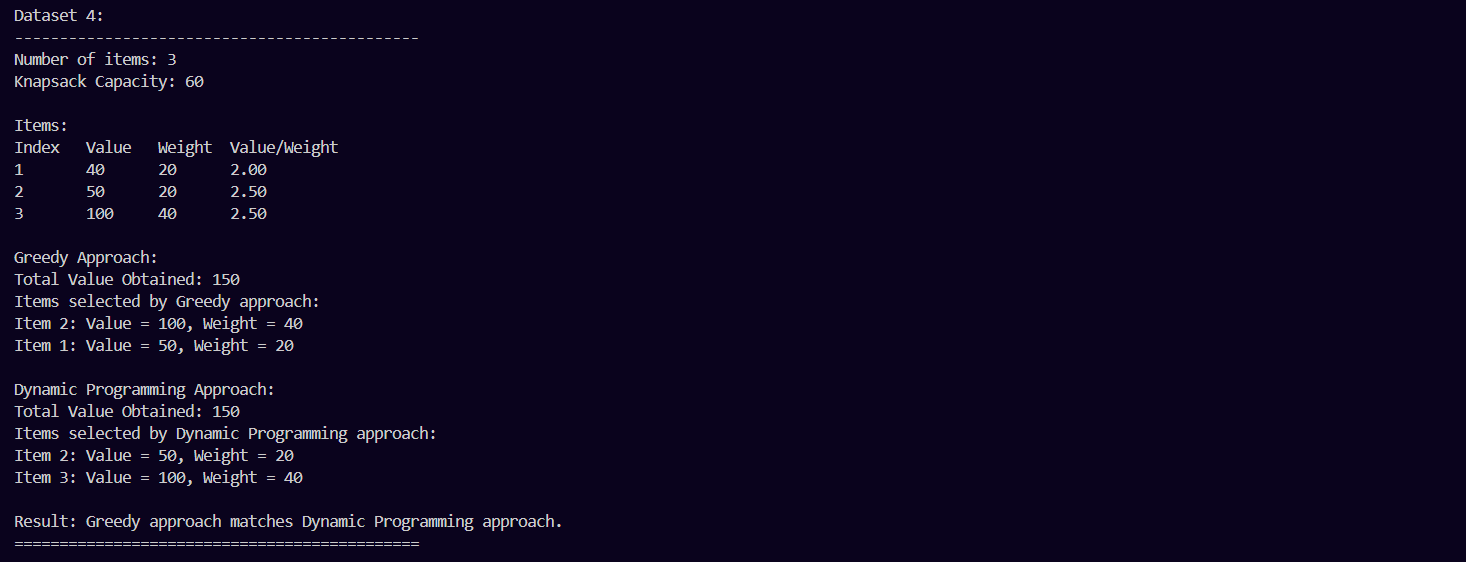 Dataset 4:
---------------------------------------------
Number of items: 3
Knapsack Capacity: 60
Items:
Index   Value   Weight  Value/Weight
1       40      20      2.00
2       50      20      2.50
3       100     40      2.50
Greedy Approach:
Total Value Obtained: 150
Items selected by Greedy approach:
Item 2: Value = 100, Weight = 40
Item 1: Value = 50, Weight = 20
Dynamic Programming Approach:
Total Value Obtained: 150
Items selected by Dynamic Programming approach:
Item 2: Value = 50, Weight = 20
Item 3: Value = 100, Weight = 40
Result: Greedy approach matches Dynamic Programming approach.
=============================================